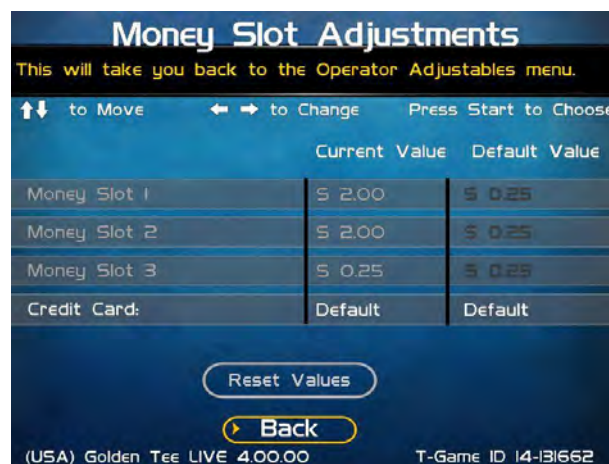 Money Slot Adjustments
This will take you back to the Operator Adjustables menu.
to Move to Change Press Start to Choose
Current Value Default Value
Money Slot 1 $ 2.00 $ 0.25
Money Slot 2 $ 2.00 $ 0.25
Money Slot 3 $ 0.25 $ 0.25
Credit Card: Default Default
Reset Values
Back
(USA) Golden Tee LIVE 4.00.00 T-Game ID 14-131662